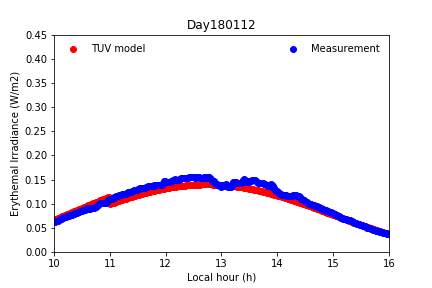 Day180112
TUV model
Measurement
Erythemal Irradiance (W/m2)
0.45
0.40
0.35
0.30
0.25
0.20
0.15
0.10
0.05
0.00
10 11 12 13 14 15 16
Local hour (h)